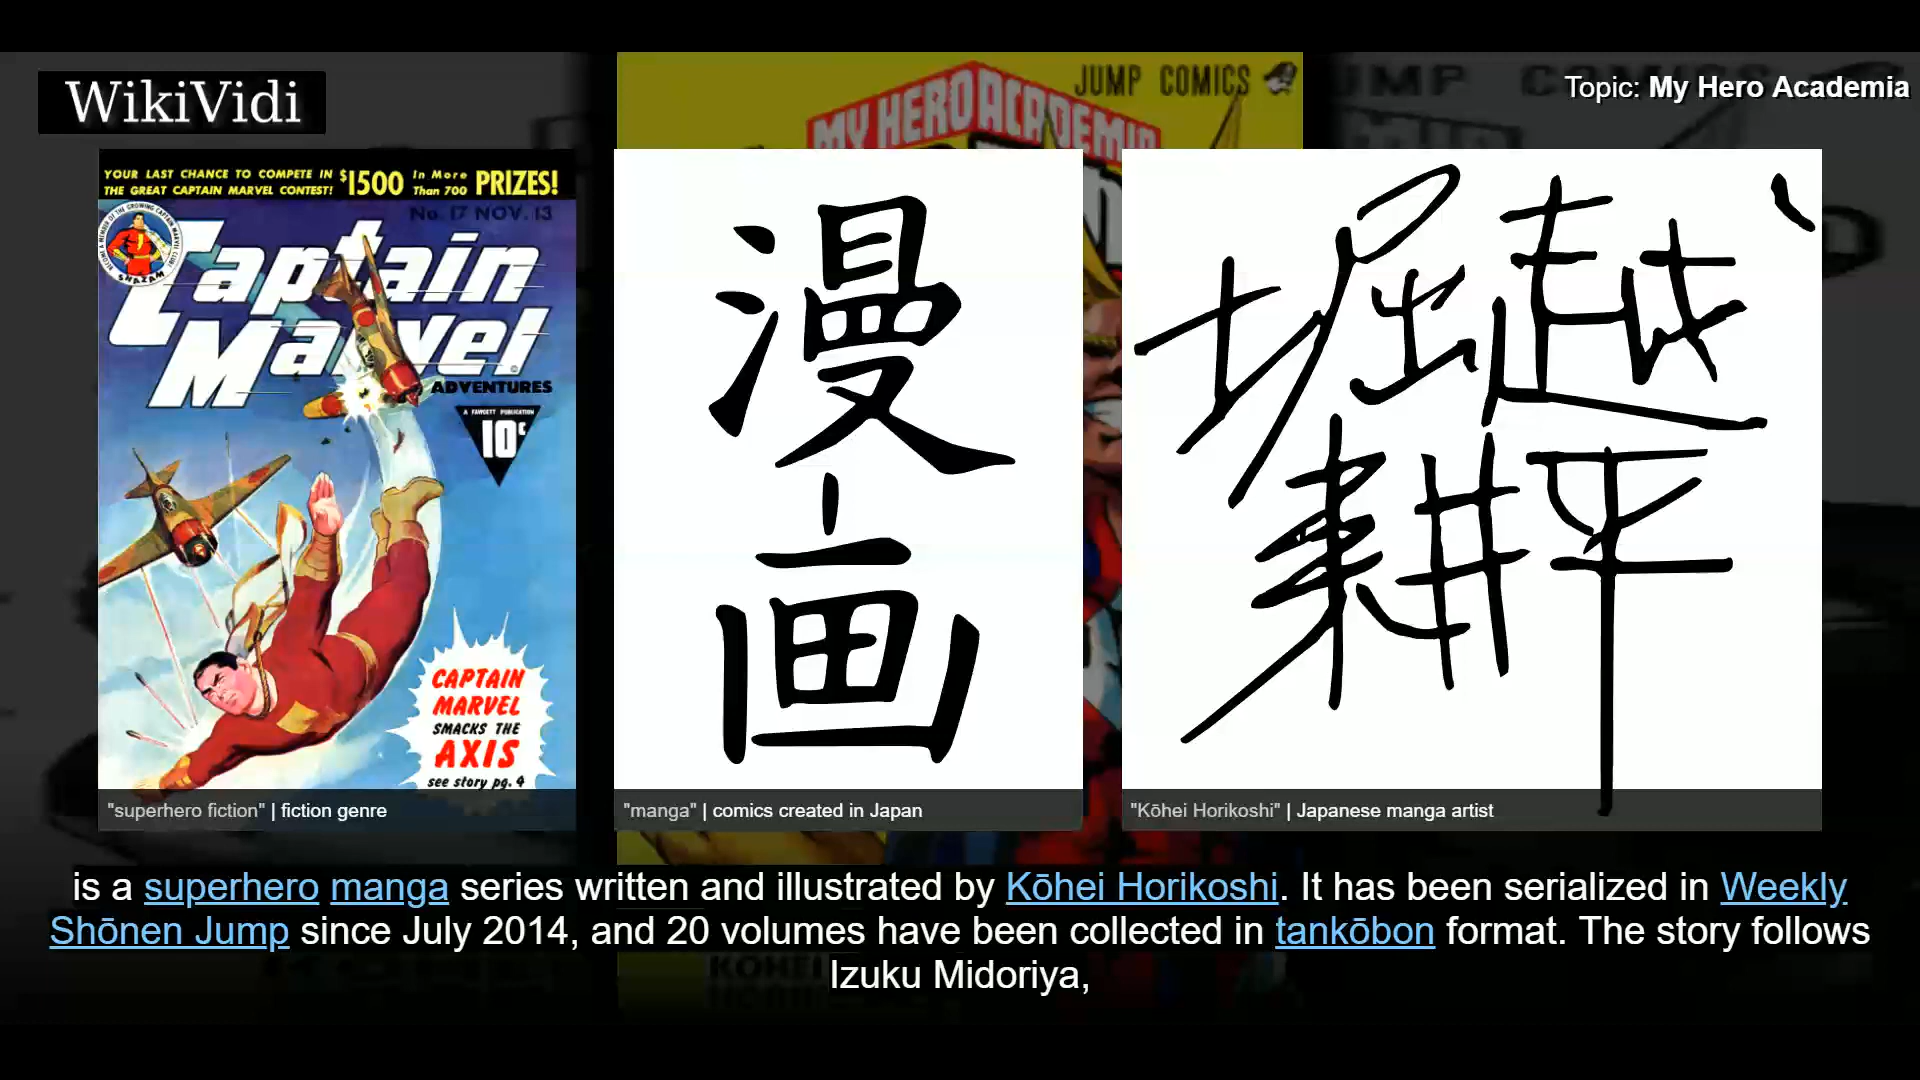 WikiVidi
JUMP COMICS
Topic: My Hero Academia
MY HERO ACADEMIA
YOUR LAST CHANCE TO COMPETE IN $1500 In More PRIZES!
THE GREAT CAPTAIN MARVEL CONTEST! Than 700
No. 17 NOV. 13
SHAZAM
Captain
Marvel
ADVENTURES
A FAWCETT PUBLICATION
10¢
CAPTAIN
MARVEL
SMACKS THE
AXIS
see story pg. 4
漫
画
堀越
耕平
"superhero fiction" | fiction genre
"manga" | comics created in Japan
"Kōhei Horikoshi" | Japanese manga artist
is a superhero manga series written and illustrated by Kōhei Horikoshi. It has been serialized in Weekly
Shōnen Jump since July 2014, and 20 volumes have been collected in tankōbon format. The story follows
Izuku Midoriya,